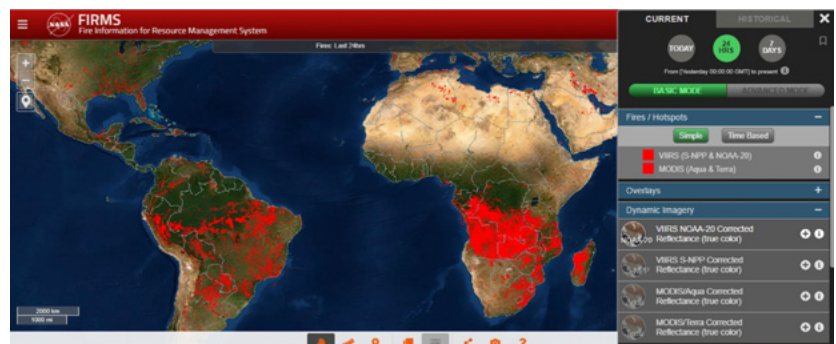 NASA
FIRMS
Fire Information for Resource Management System
Fires: Last 24hrs
+
−
2000 km
1000 mi
?
CURRENT
HISTORICAL
TODAY
24 HRS
7 DAYS
From [Yesterday 00:00:00 GMT] to present
BASIC MODE
ADVANCED MODE
Fires / Hotspots
Simple
Time Based
VIIRS (S-NPP & NOAA-20)
MODIS (Aqua & Terra)
Overlays
Dynamic Imagery
NOAA-20
VIIRS NOAA-20 Corrected
Reflectance (true color)
VIIRS S-NPP Corrected
Reflectance (true color)
MODIS/Aqua Corrected
Reflectance (true color)
MODIS/Terra Corrected
Reflectance (true color)